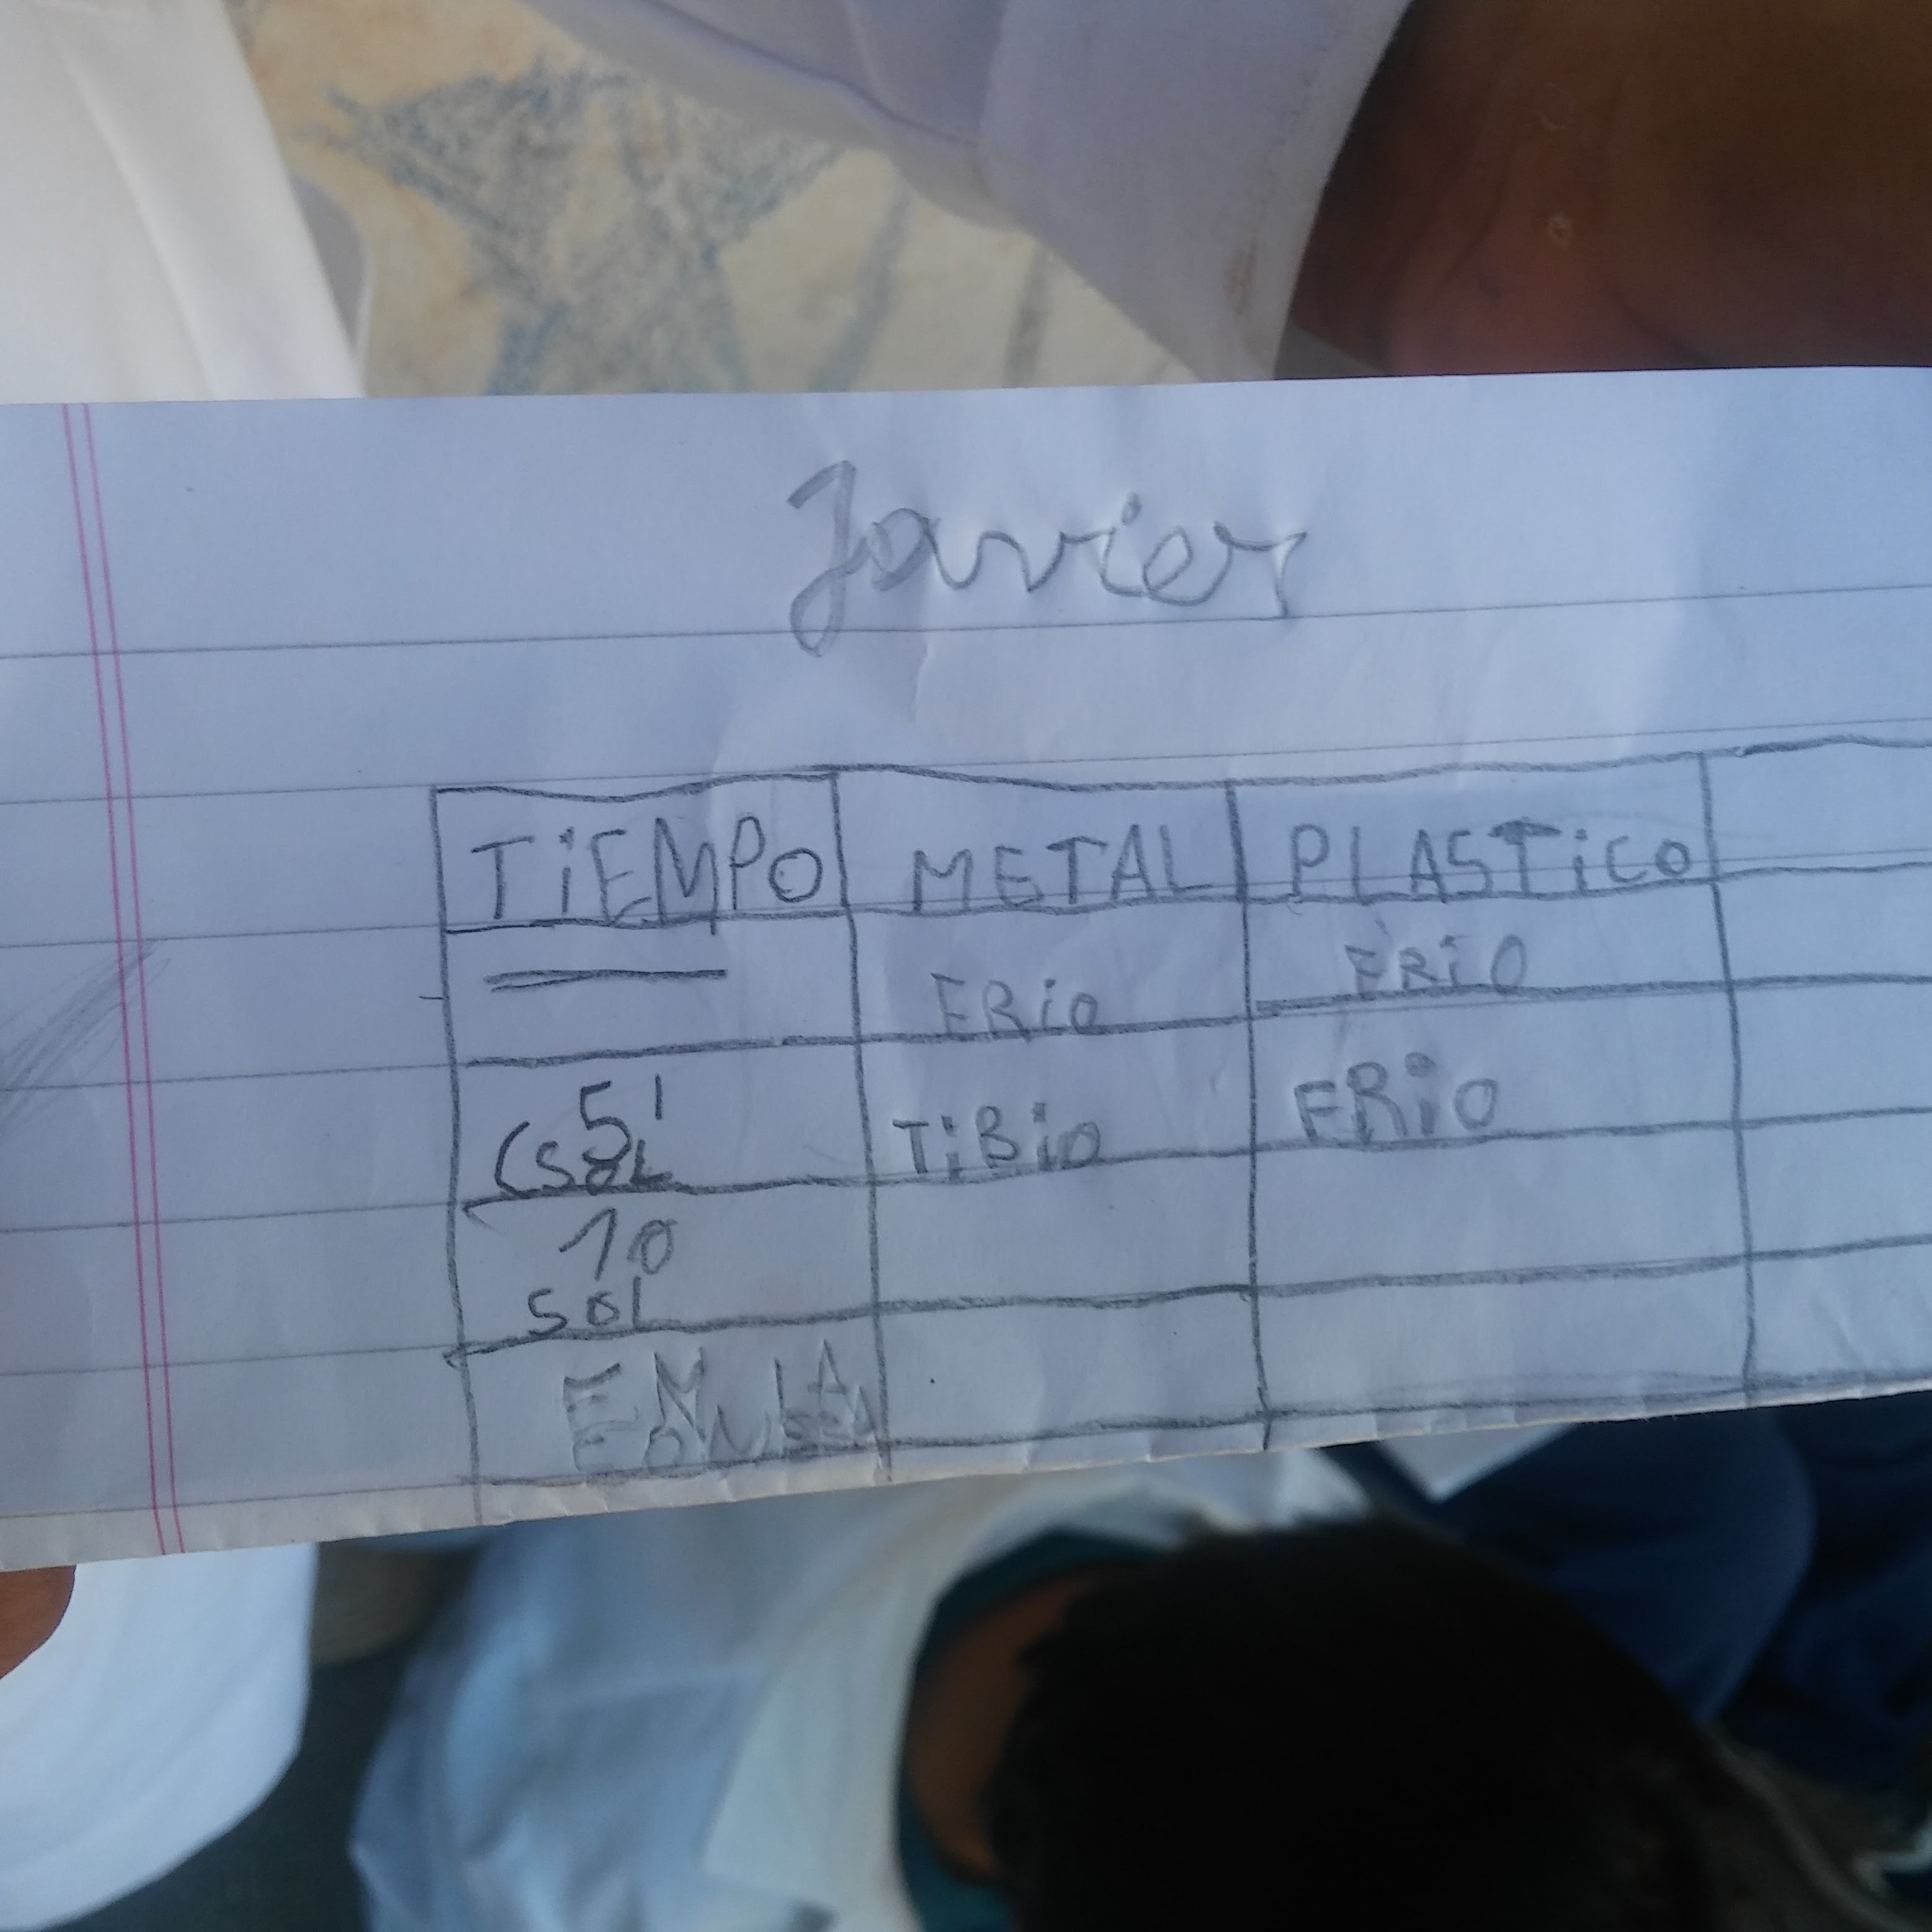 Javier
TiEMPO METAL PLASTiCO
FRio FRiO
5'
(SOL TiBio FRiO
10
SOL
EN LA